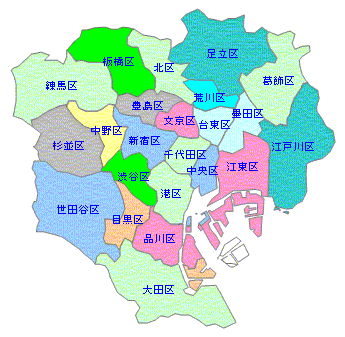 足立区
板橋区
北区
葛飾区
練馬区
荒川区
豊島区
墨田区
文京区
台東区
中野区
新宿区
杉並区
江戸川区
千代田区
江東区
中央区
渋谷区
港区
世田谷区
目黒区
品川区
大田区